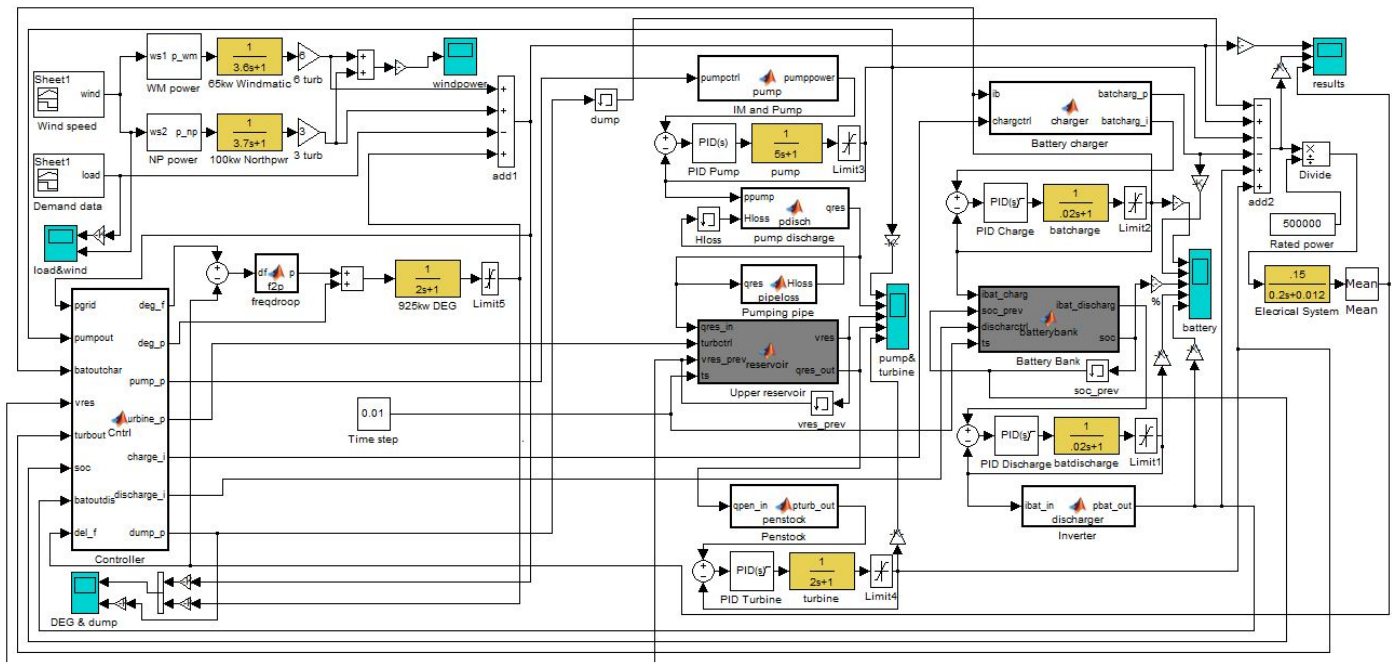 Sheet1
wind
Wind speed
ws1 p_wm
WM power
1
3.6s+1
65kw Windmatic
6
6 turb
+
+
windpower
ws2 p_np
NP power
1
3.7s+1
100kw Northpwr
3
3 turb
+
+
−
+
add1
Sheet1
load
Demand data
load&wind
df p
f2p
freqdroop
+
+
1
2s+1
925kw DEG
Limit5
pgrid
pumpout
batoutchar
vres
turbout
soc
batoutdis
del_f
deg_f
deg_p
pump_p
turbine_p
charge_i
discharge_i
dump_p
Cntrl
Controller
DEG & dump
0.01
Time step
dump
pumpctrl
pumppower
pump
IM and Pump
PID(s)
PID Pump
1
5s+1
pump
Limit3
ppump
Hloss
qres
pdisch
pump discharge
Hloss
qres
Hloss
pipeloss
Pumping pipe
qres_in
turbctrl
vres_prev
ts
vres
qres_out
reservoir
Upper reservoir
vres_prev
pump&
turbine
qpen_in
pturb_out
penstock
Penstock
PID(s)
PID Turbine
1
2s+1
turbine
Limit4
ib
chargctrl
batcharg_p
batcharg_i
charger
Battery charger
PID(s)
PID Charge
1
.02s+1
batcharge
Limit2
ibat_charg
soc_prev
discharctrl
ts
ibat_discharg
soc
batterybank
Battery Bank
soc_prev
%
battery
PID(s)
PID Discharge
1
.02s+1
batdischarge
Limit1
ibat_in
pbat_out
discharger
Inverter
results
−
−
−
−
+
+
add2
×
÷
Divide
500000
Rated power
.15
0.2s+0.012
Elecrical System
Mean
Mean